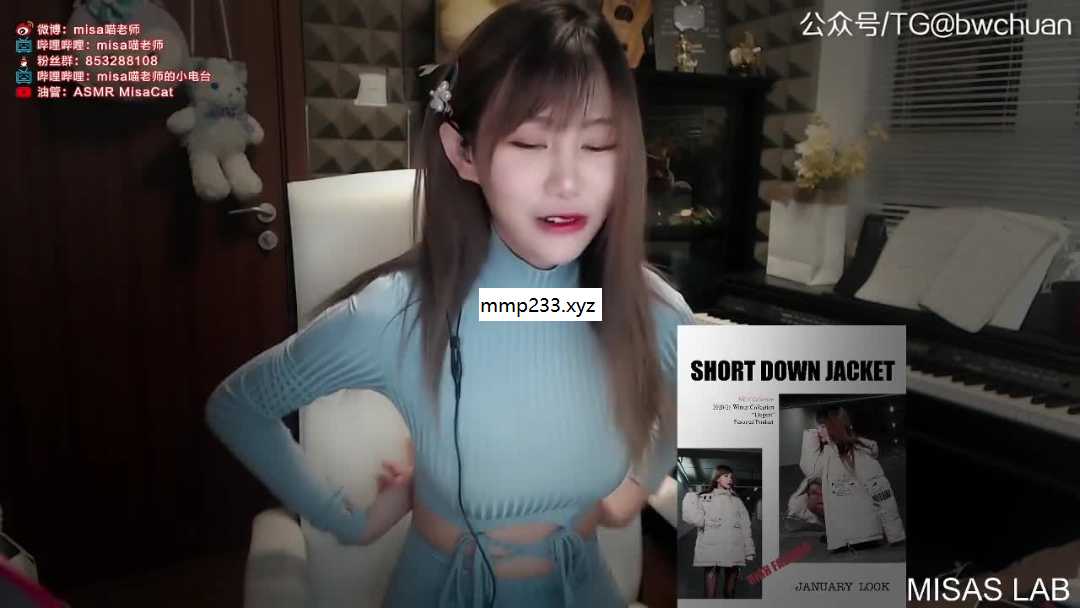 微博：misa喵老师
哔哩哔哩：misa喵老师
粉丝群：853288108
哔哩哔哩：misa喵老师的小电台
油管：ASMR MisaCat
公众号/TG@bwchuan
mmp233.xyz
SHORT DOWN JACKET
Winter Collection
JANUARY LOOK
MISAS LAB